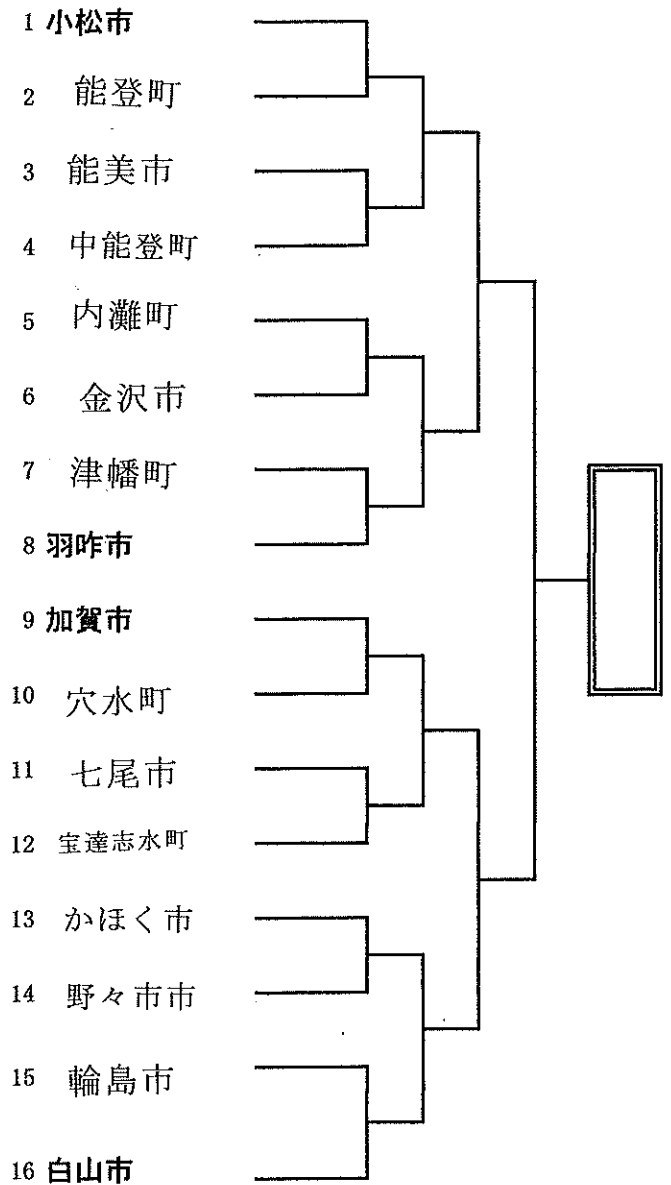 1 小松市
2 能登町
3 能美市
4 中能登町
5 内灘町
6 金沢市
7 津幡町
8 羽咋市
9 加賀市
10 穴水町
11 七尾市
12 宝達志水町
13 かほく市
14 野々市市
15 輪島市
16 白山市